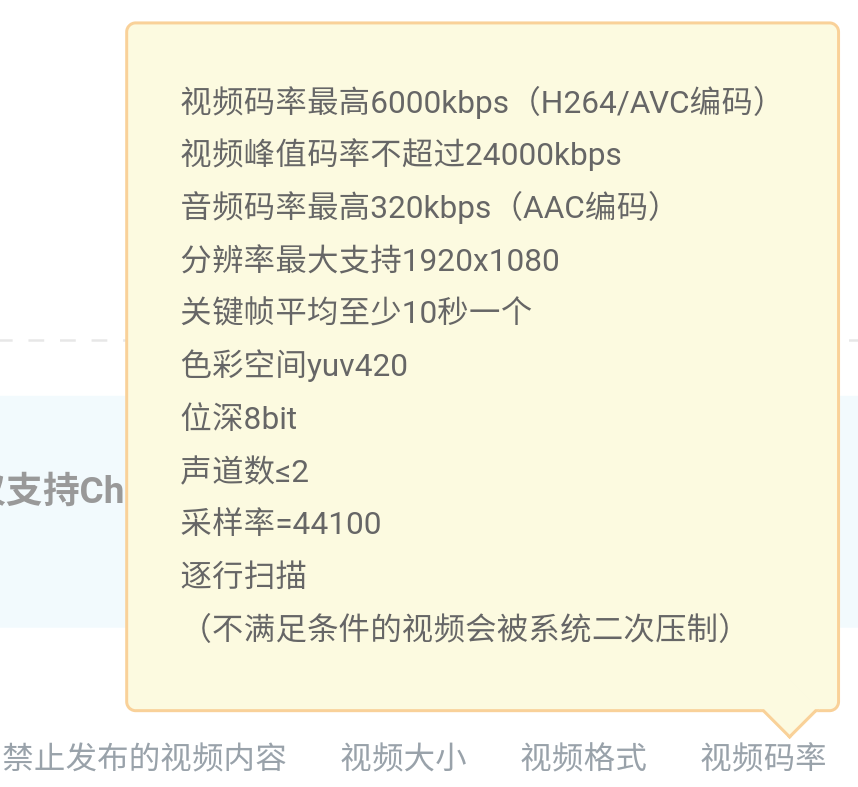 视频码率最高6000kbps（H264/AVC编码）
视频峰值码率不超过24000kbps
音频码率最高320kbps（AAC编码）
分辨率最大支持1920x1080
关键帧平均至少10秒一个
色彩空间yuv420
位深8bit
声道数≤2
采样率=44100
逐行扫描
（不满足条件的视频会被系统二次压制）
支持Ch
禁止发布的视频内容 视频大小 视频格式 视频码率